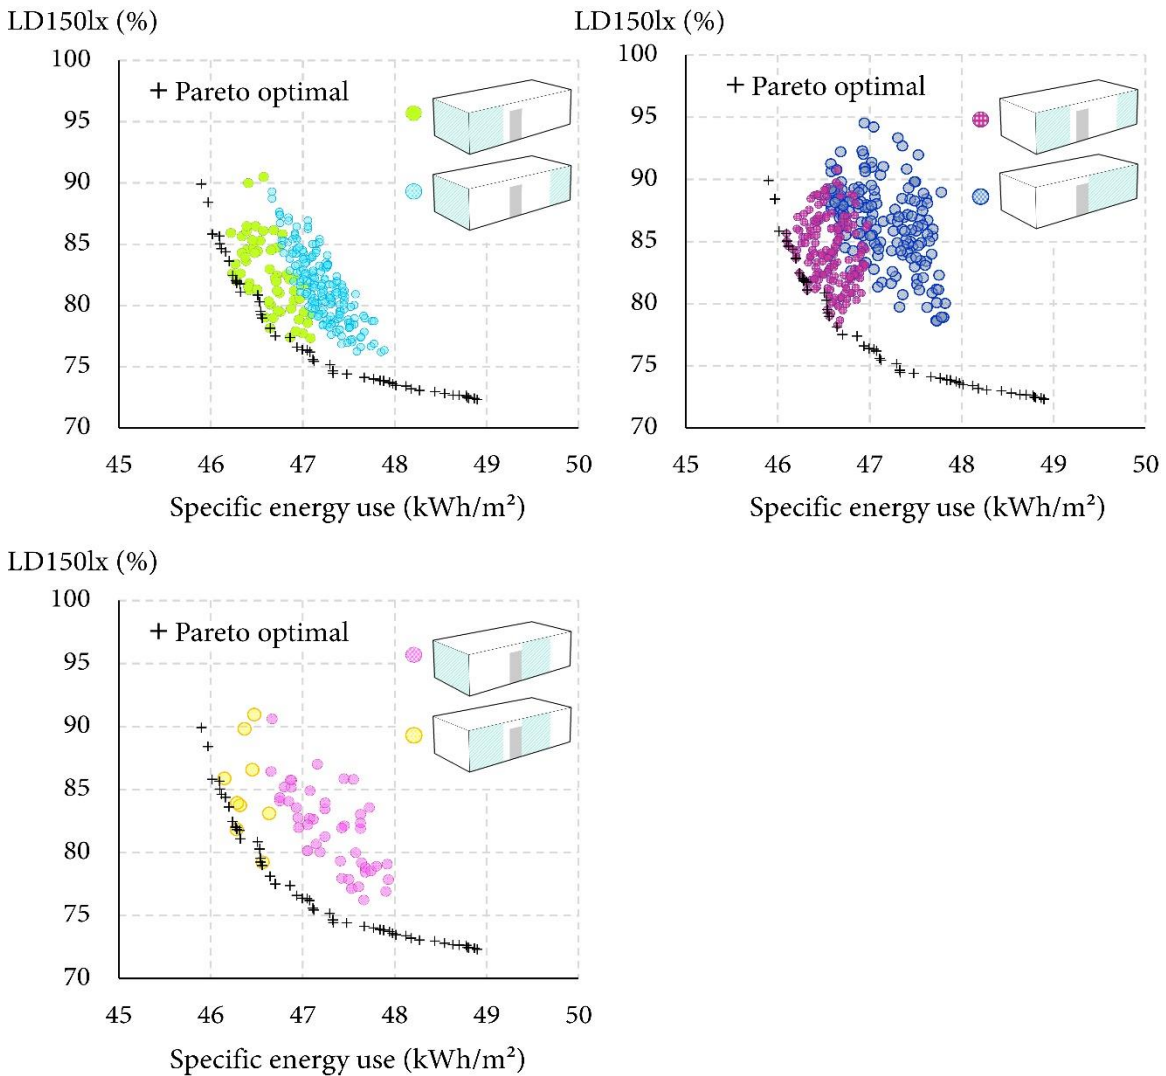 LD150lx (%)
100
95
90
85
80
75
70
+ Pareto optimal
45 46 47 48 49 50
Specific energy use (kWh/m²)
LD150lx (%)
100
95
90
85
80
75
70
+ Pareto optimal
45 46 47 48 49 50
Specific energy use (kWh/m²)
LD150lx (%)
100
95
90
85
80
75
70
+ Pareto optimal
45 46 47 48 49 50
Specific energy use (kWh/m²)